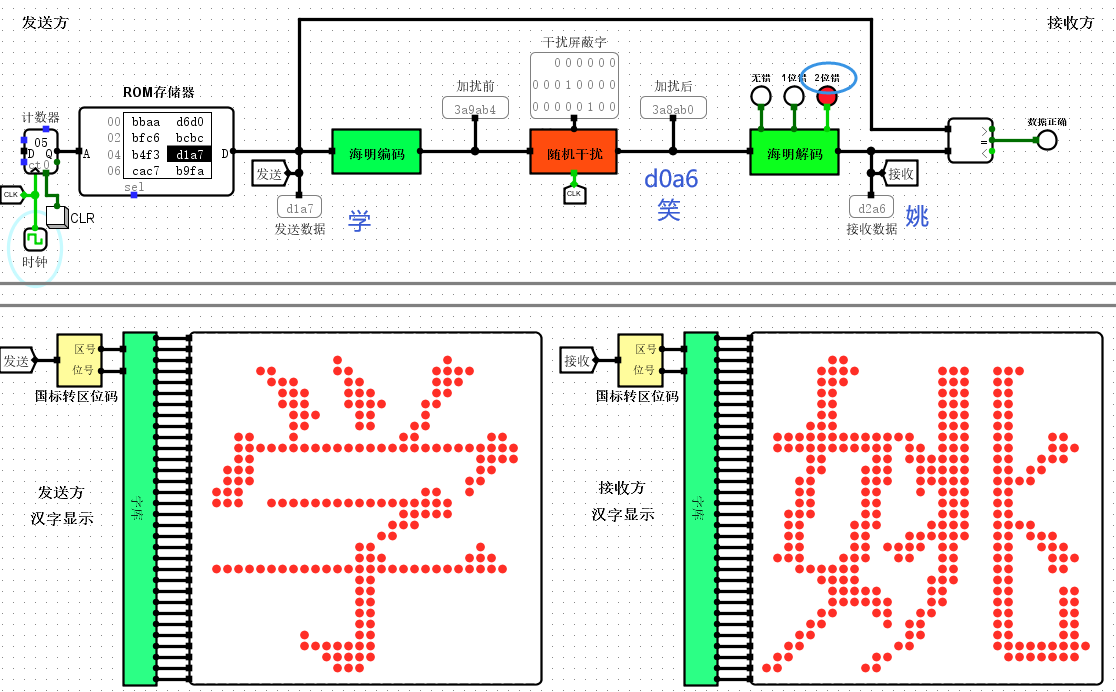 发送方
接收方
干扰屏蔽字
0 0 0 0 0 0
0 0 0 1 0 0 0 0
0 0 0 0 0 1 0 0
无错 1位错 2位错
加扰前
3a9ab4
加扰后
3a8ab0
ROM存储器
00 bbaa d6d0
02 bfc6 bcbc
04 b4f3 d1a7
06 cac7 b9fa
A
D
sel
计数器
05
D Q
ct0
CLK
CLR
时钟
发送
d1a7
发送数据
学
海明编码
随机干扰
CLK
d0a6
笑
海明解码
接收
d2a6
接收数据
姚
>
=
<
数据正确
发送
区号
位号
国标转区位码
发送方
汉字显示
字库
学
接收
区号
位号
国标转区位码
接收方
汉字显示
字库
姚